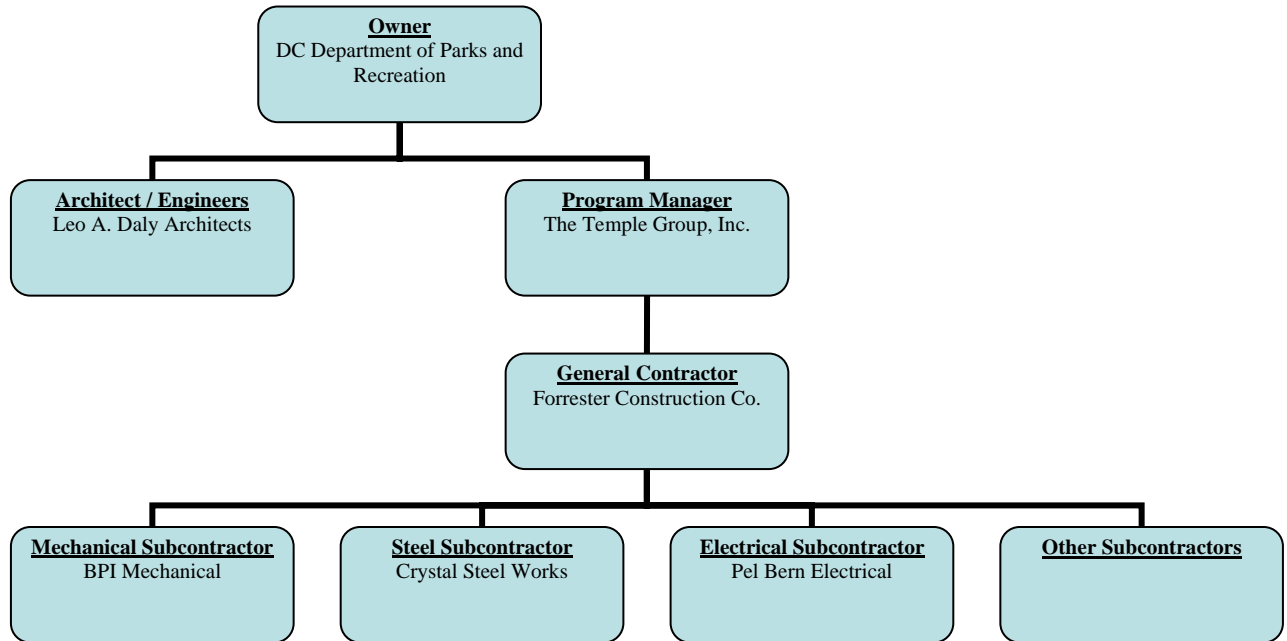 Owner
DC Department of Parks and
Recreation
Architect / Engineers
Leo A. Daly Architects
Program Manager
The Temple Group, Inc.
General Contractor
Forrester Construction Co.
Mechanical Subcontractor
BPI Mechanical
Steel Subcontractor
Crystal Steel Works
Electrical Subcontractor
Pel Bern Electrical
Other Subcontractors